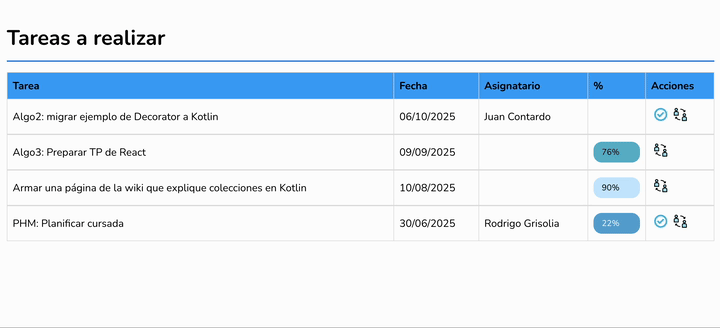 Tareas a realizar
Tarea Fecha Asignatario % Acciones
Algo2: migrar ejemplo de Decorator a Kotlin 06/10/2025 Juan Contardo
Algo3: Preparar TP de React 09/09/2025 76%
Armar una página de la wiki que explique colecciones en Kotlin 10/08/2025 90%
PHM: Planificar cursada 30/06/2025 Rodrigo Grisolia 22%